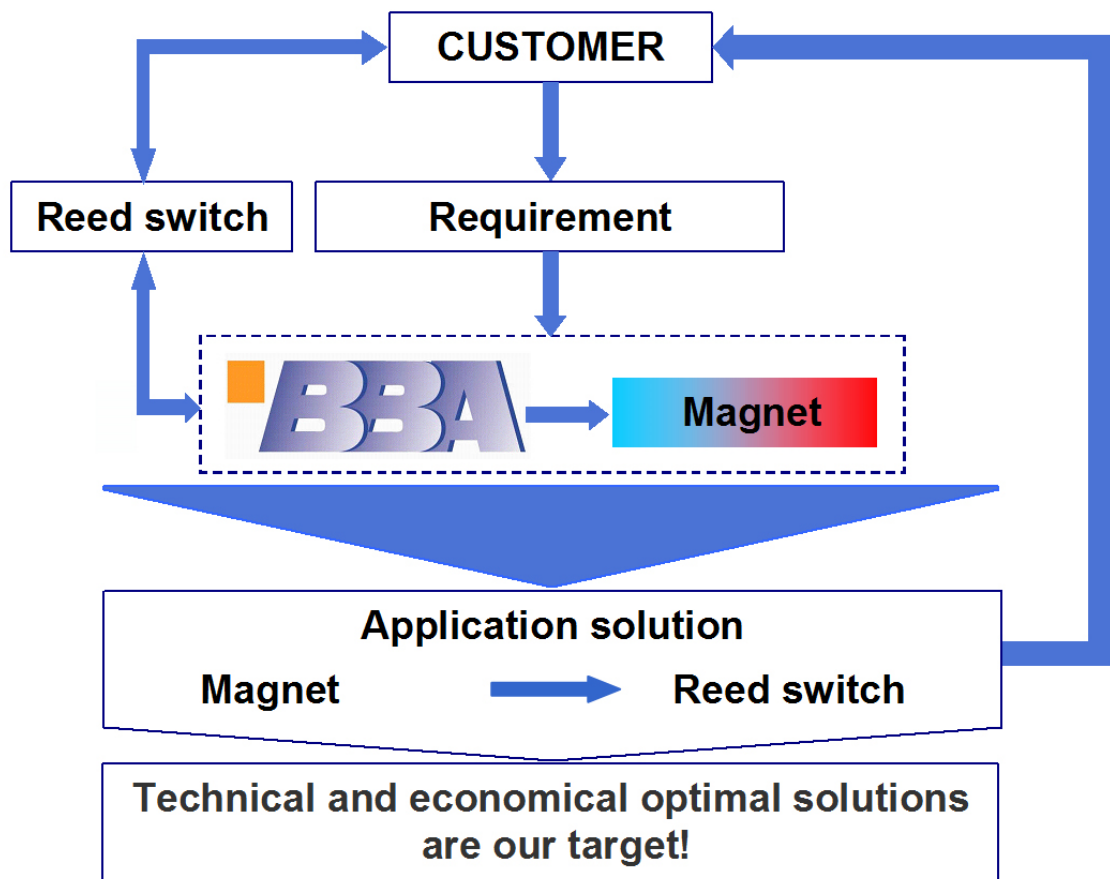 CUSTOMER
Reed switch
Requirement
BBA
Magnet
Application solution
Magnet
Reed switch
Technical and economical optimal solutions
are our target!